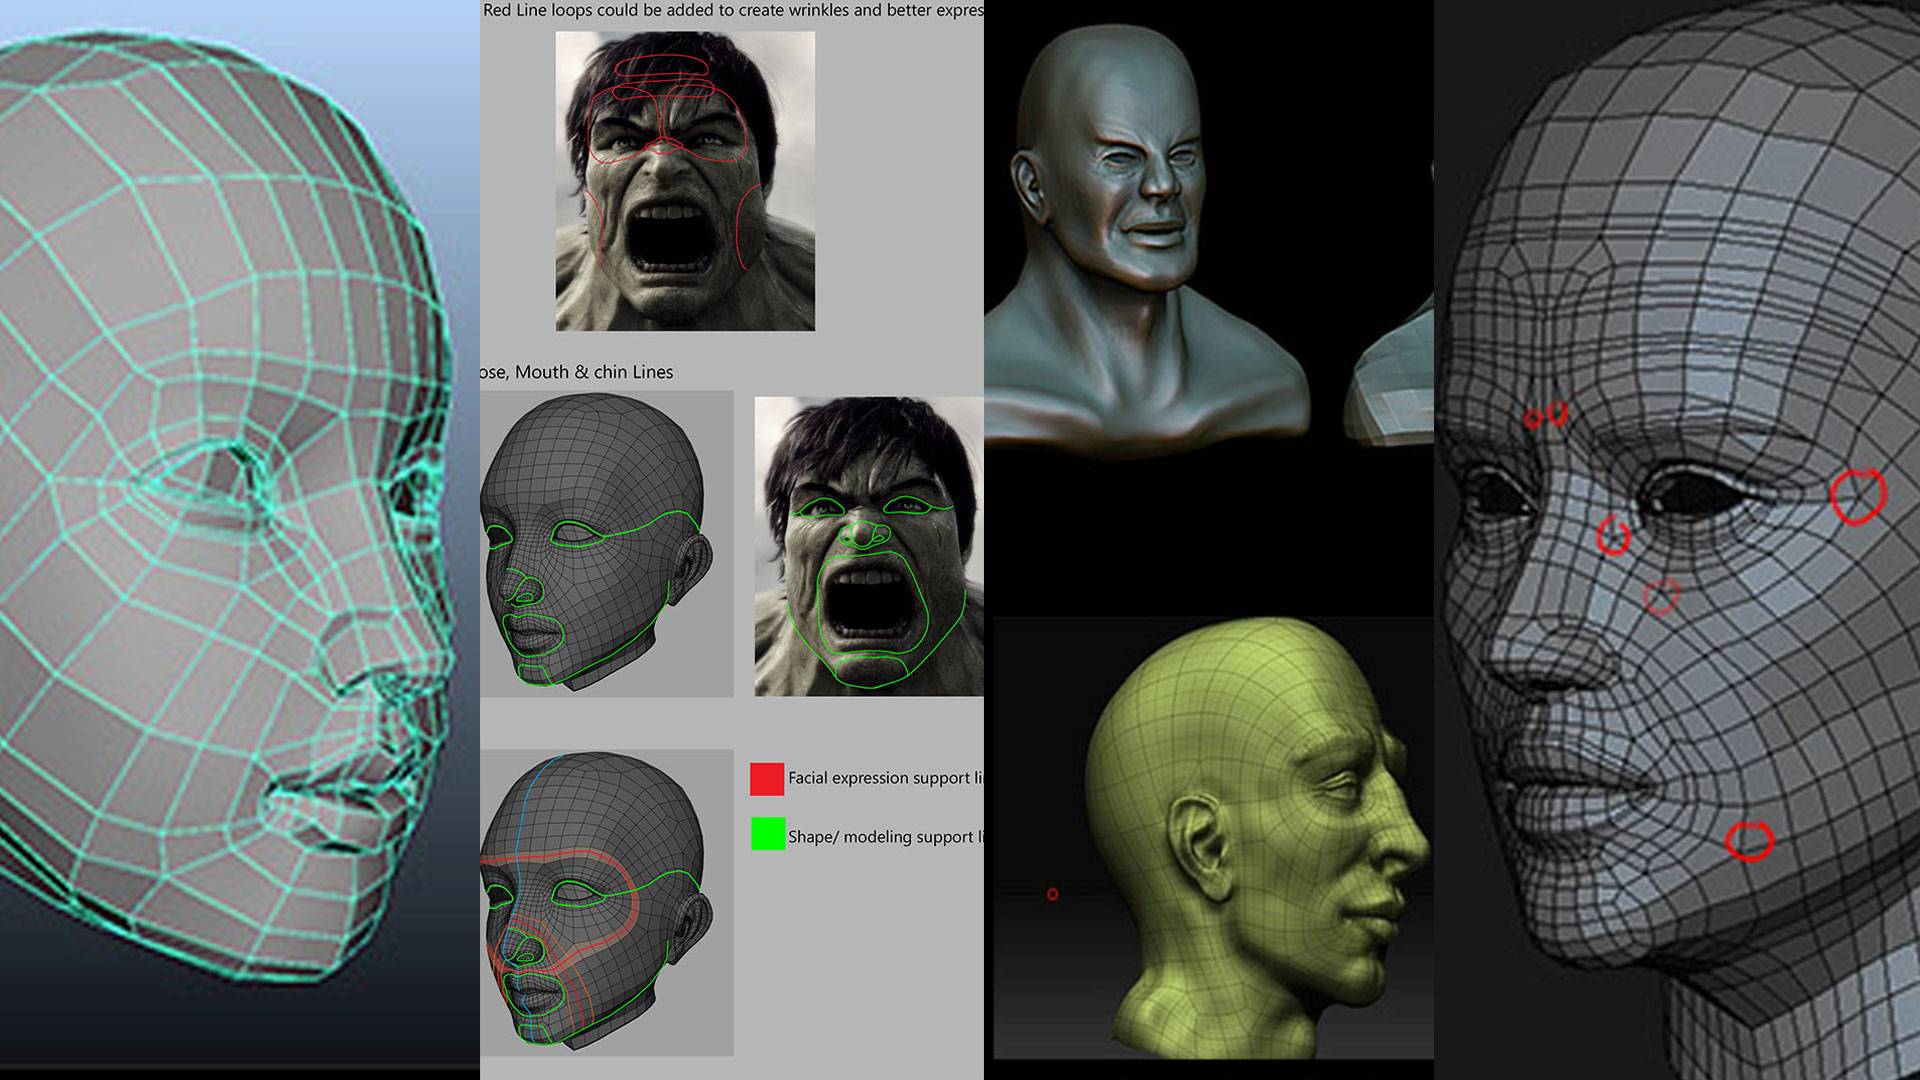 Red Line loops could be added to create wrinkles and better expres
ose, Mouth & chin Lines
Facial expression support li
Shape/ modeling support li